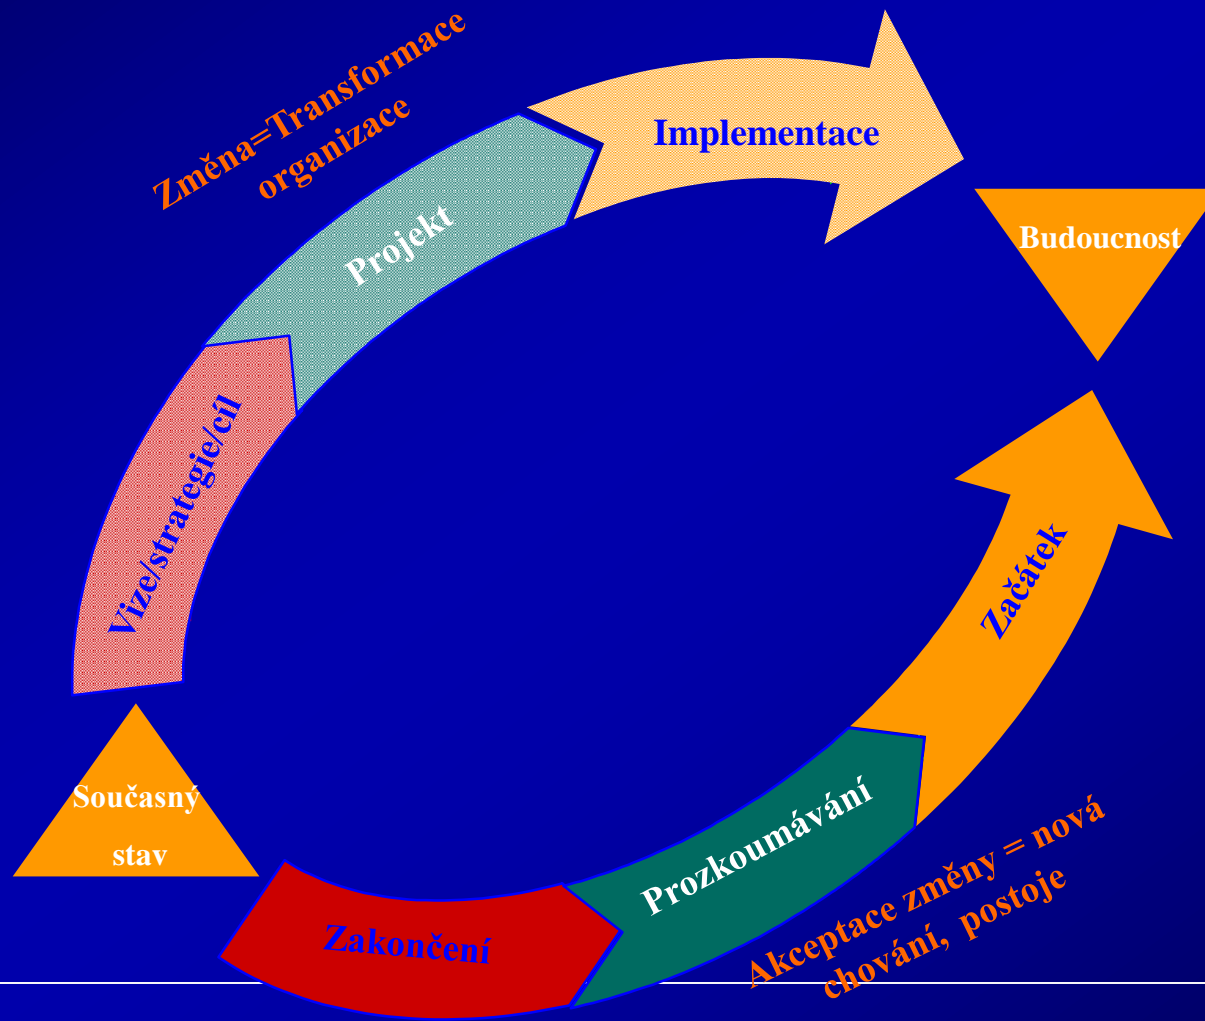 Změna=Transformace
organizace
Implementace
Projekt
Budoucnost
Vize/strategie/cíl
Začátek
Současný
stav
Prozkoumávání
Akceptace změny = nová
chování, postoje
Zakončení